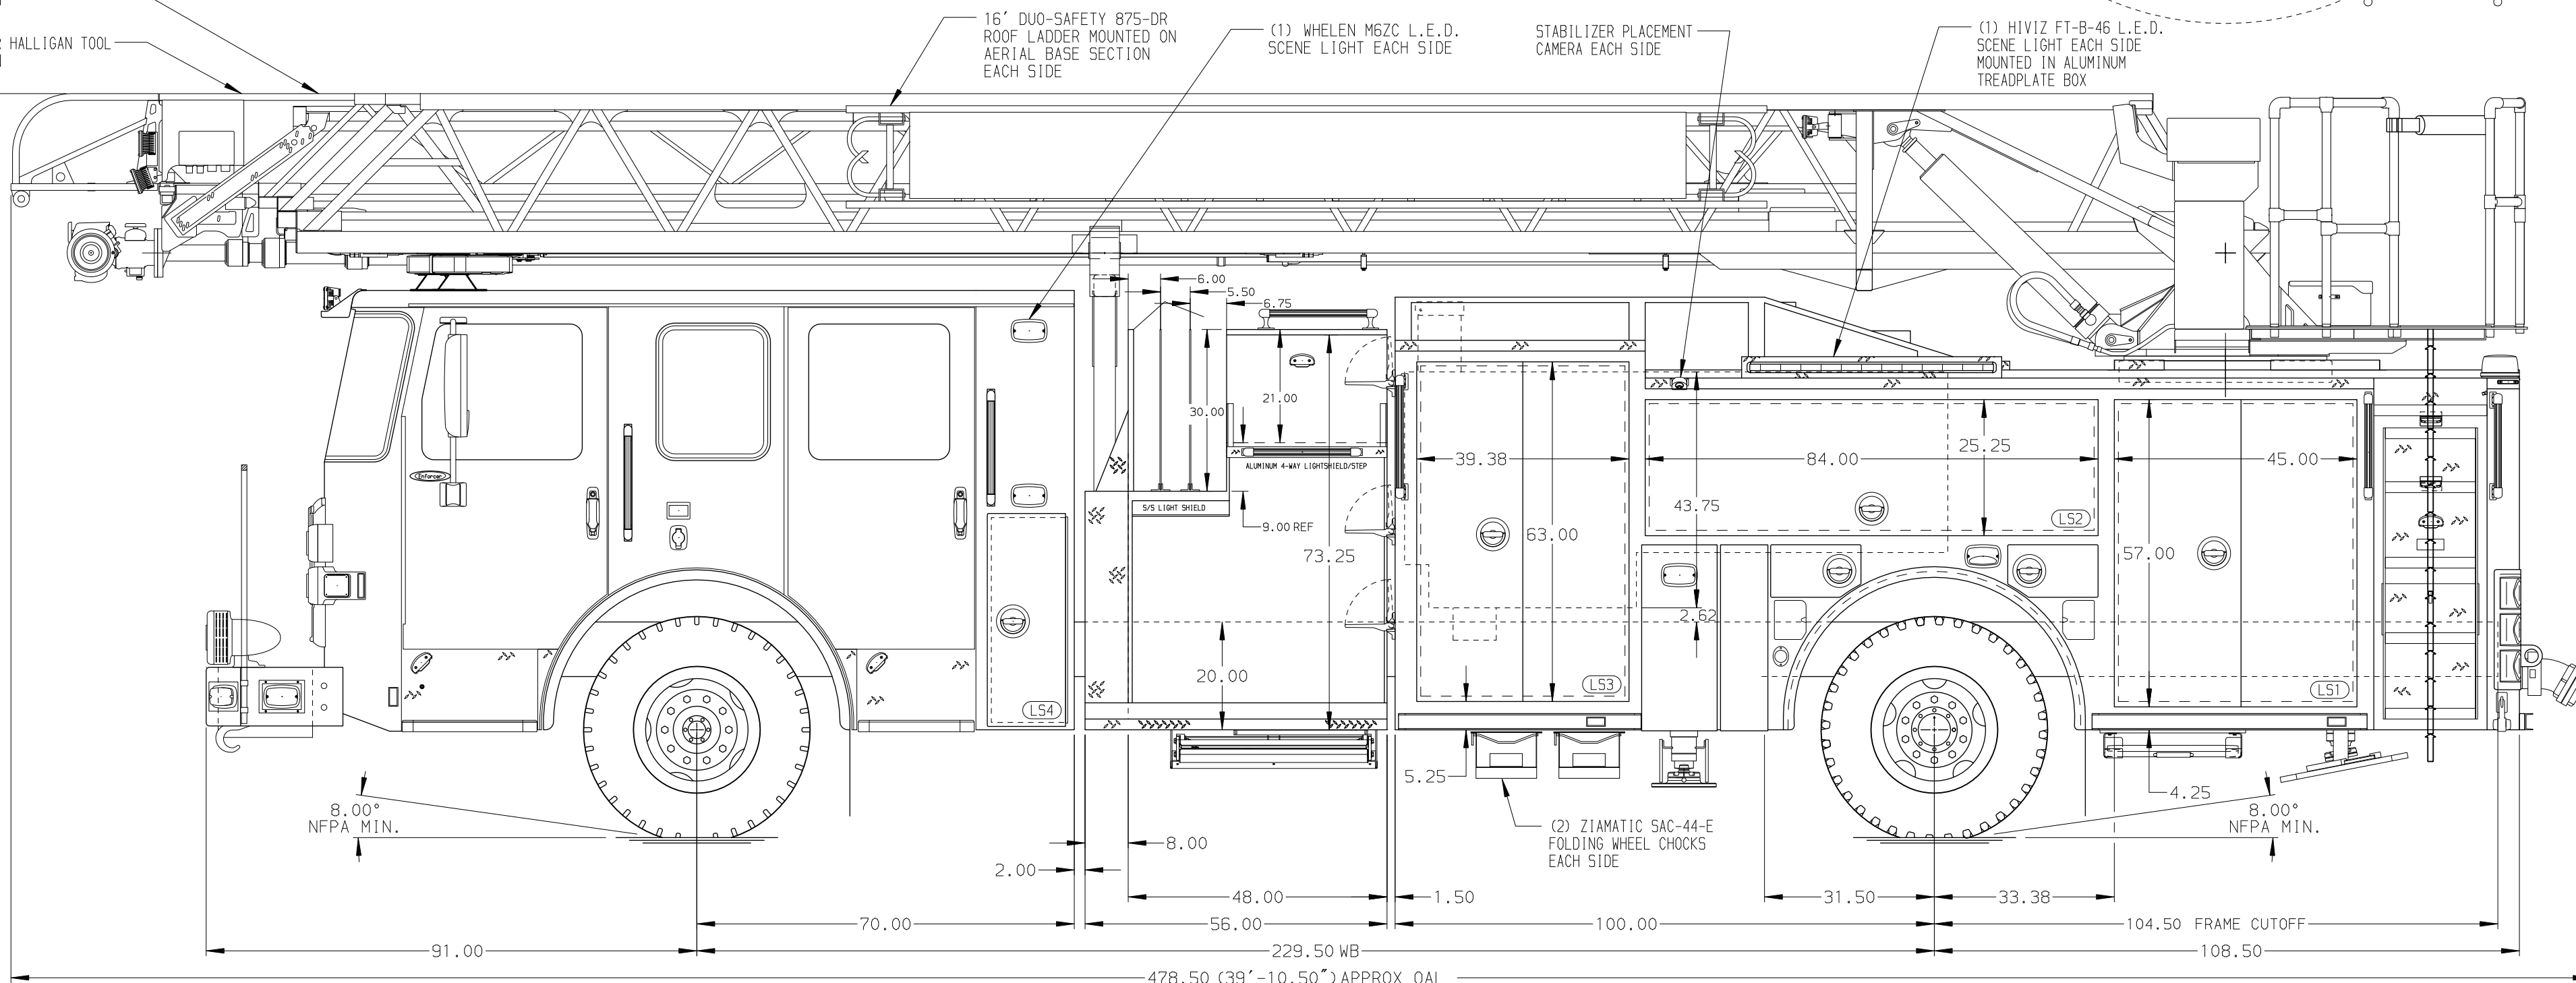 HALLIGAN TOOL
16' DUO-SAFETY 875-DR
ROOF LADDER MOUNTED ON
AERIAL BASE SECTION
EACH SIDE
(1) WHELEN M6ZC L.E.D.
SCENE LIGHT EACH SIDE
STABILIZER PLACEMENT
CAMERA EACH SIDE
(1) HIVIZ FT-B-46 L.E.D.
SCENE LIGHT EACH SIDE
MOUNTED IN ALUMINUM
TREADPLATE BOX
6.00
5.50
6.75
30.00
21.00
ALUMINUM 4-WAY LIGHTSHIELD/STEP
39.38
84.00
25.25
45.00
Enforcer
S/S LIGHT SHIELD
9.00 REF
43.75
LS2
63.00
73.25
57.00
2.62
20.00
LS3
LS1
LS4
5.25
4.25
8.00°
NFPA MIN.
(2) ZIAMATIC SAC-44-E
FOLDING WHEEL CHOCKS
EACH SIDE
8.00°
NFPA MIN.
8.00
2.00
48.00
1.50
31.50
33.38
70.00
56.00
100.00
104.50 FRAME CUTOFF
91.00
229.50 WB
108.50
478.50 (39'-10.50") APPROX OAL